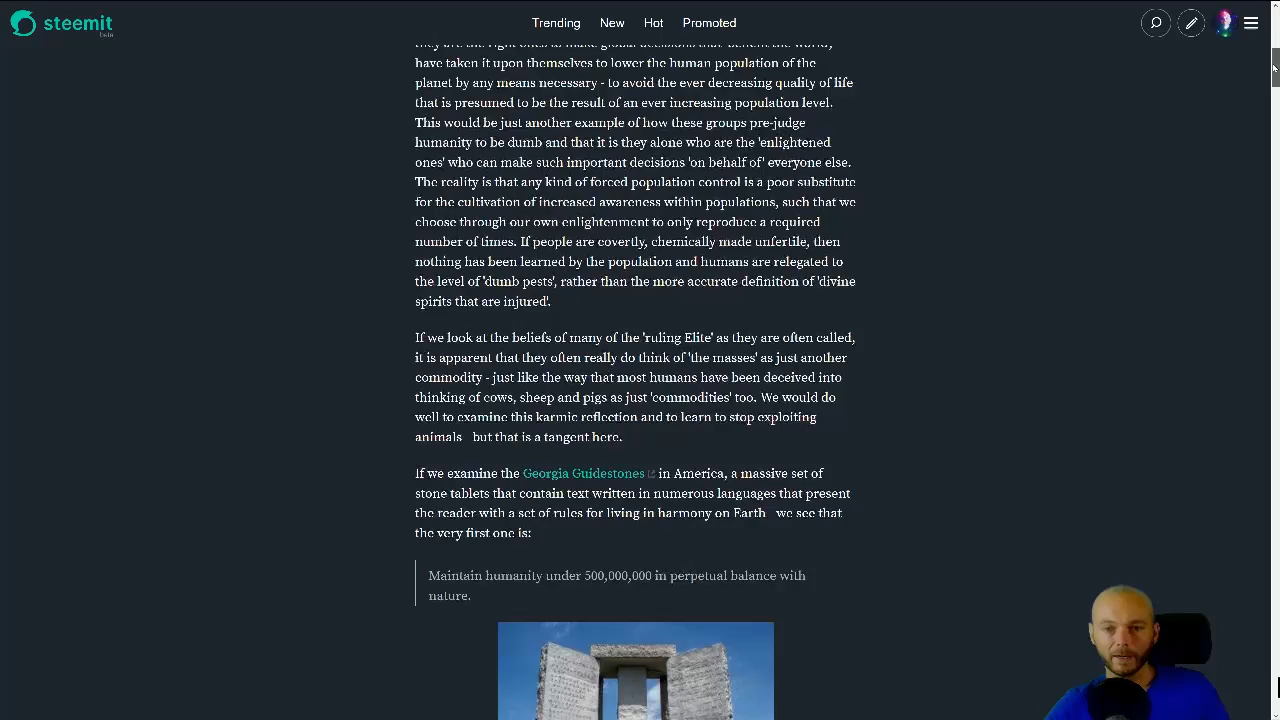 steemit
beta
Trending New Hot Promoted
they are the right ones to make global decisions that benefit the world,
have taken it upon themselves to lower the human population of the
planet by any means necessary - to avoid the ever decreasing quality of life
that is presumed to be the result of an ever increasing population level.
This would be just another example of how these groups pre-judge
humanity to be dumb and that it is they alone who are the 'enlightened
ones' who can make such important decisions 'on behalf of' everyone else.
The reality is that any kind of forced population control is a poor substitute
for the cultivation of increased awareness within populations, such that we
choose through our own enlightenment to only reproduce a required
number of times. If people are covertly, chemically made unfertile, then
nothing has been learned by the population and humans are relegated to
the level of 'dumb pests', rather than the more accurate definition of 'divine
spirits that are injured'.
If we look at the beliefs of many of the 'ruling Elite' as they are often called,
it is apparent that they often really do think of 'the masses' as just another
commodity - just like the way that most humans have been deceived into
thinking of cows, sheep and pigs as just 'commodities' too. We would do
well to examine this karmic reflection and to learn to stop exploiting
animals - but that is a tangent here.
If we examine the Georgia Guidestones in America, a massive set of
stone tablets that contain text written in numerous languages that present
the reader with a set of rules for living in harmony on Earth - we see that
the very first one is:
Maintain humanity under 500,000,000 in perpetual balance with
nature.